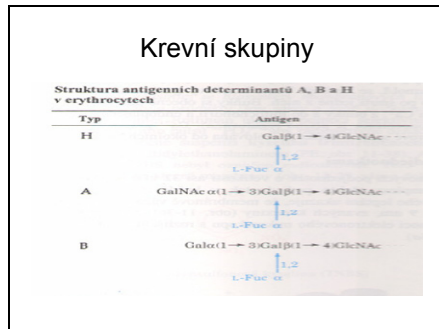 Krevní skupiny
Struktura antigenních determinantů A, B a H
v erythrocytech
Typ Antigen
H Galβ(1→ 4)GlcNAc ····
1,2
L-Fuc α
A GalNAc α(1→ 3)Galβ(1→ 4)GlcNAc ····
1,2
L-Fuc α
B Galα(1→ 3)Galβ(1→ 4)GlcNAc
1,2
L-Fuc α